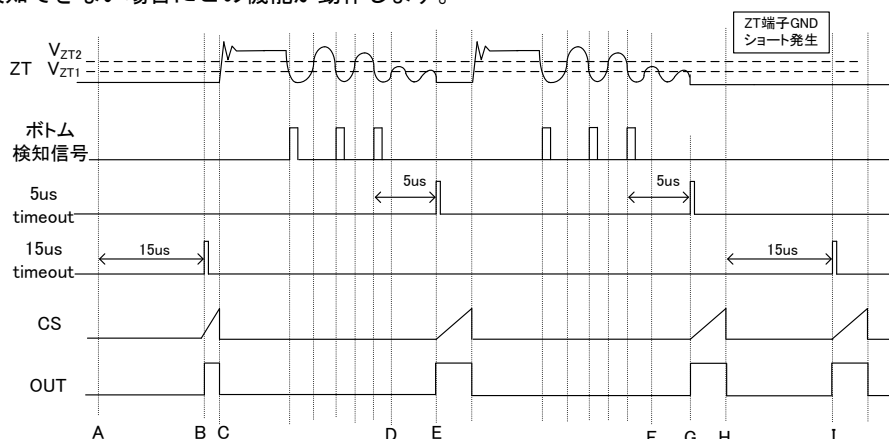 検知できない場合にこの機能が動作します。
ZT端子GND
ショート発生
VZT2
ZT VZT1
ボトム
検知信号
5us
timeout
5us
5us
15us
timeout
15us
15us
CS
OUT
A B C D E F G H I